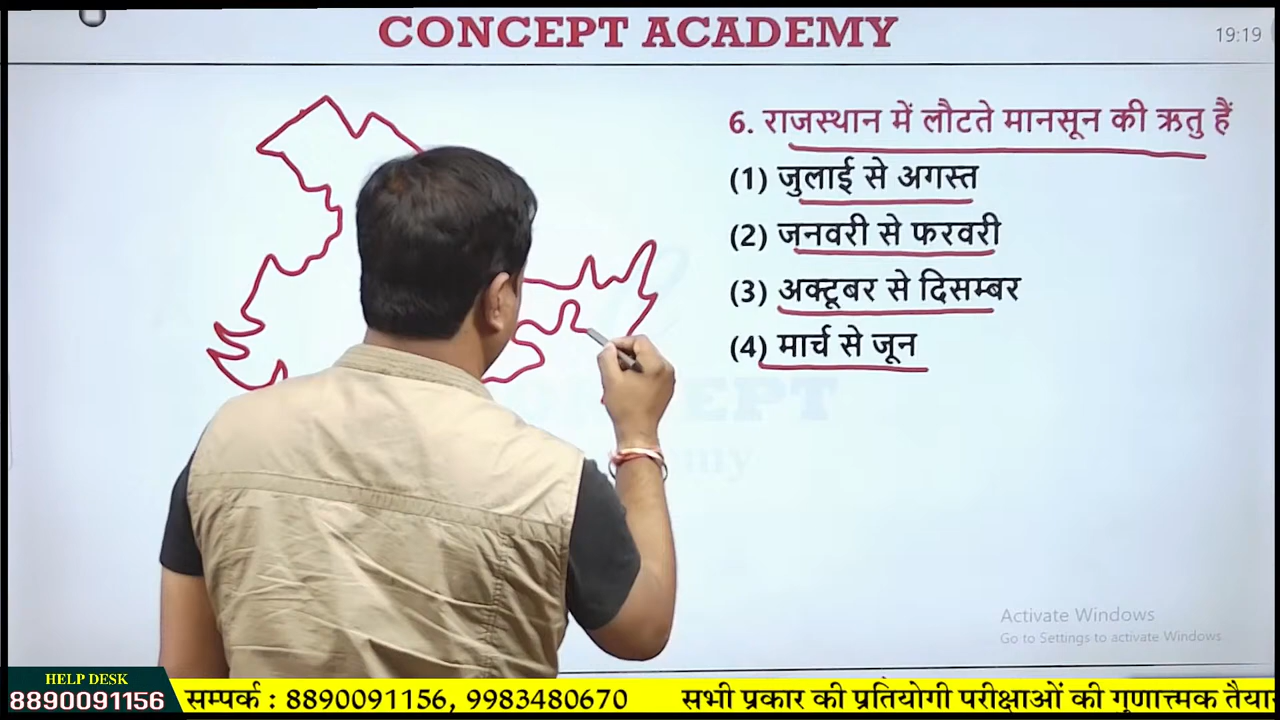 CONCEPT ACADEMY
19:19
6. राजस्थान में लौटते मानसून की ऋतु हैं
(1) जुलाई से अगस्त
(2) जनवरी से फरवरी
(3) अक्टूबर से दिसम्बर
(4) मार्च से जून
Activate Windows
Go to Settings to activate Windows
HELP DESK
8890091156
सम्पर्क : 8890091156, 9983480670 सभी प्रकार की प्रतियोगी परीक्षाओं की गुणात्मक